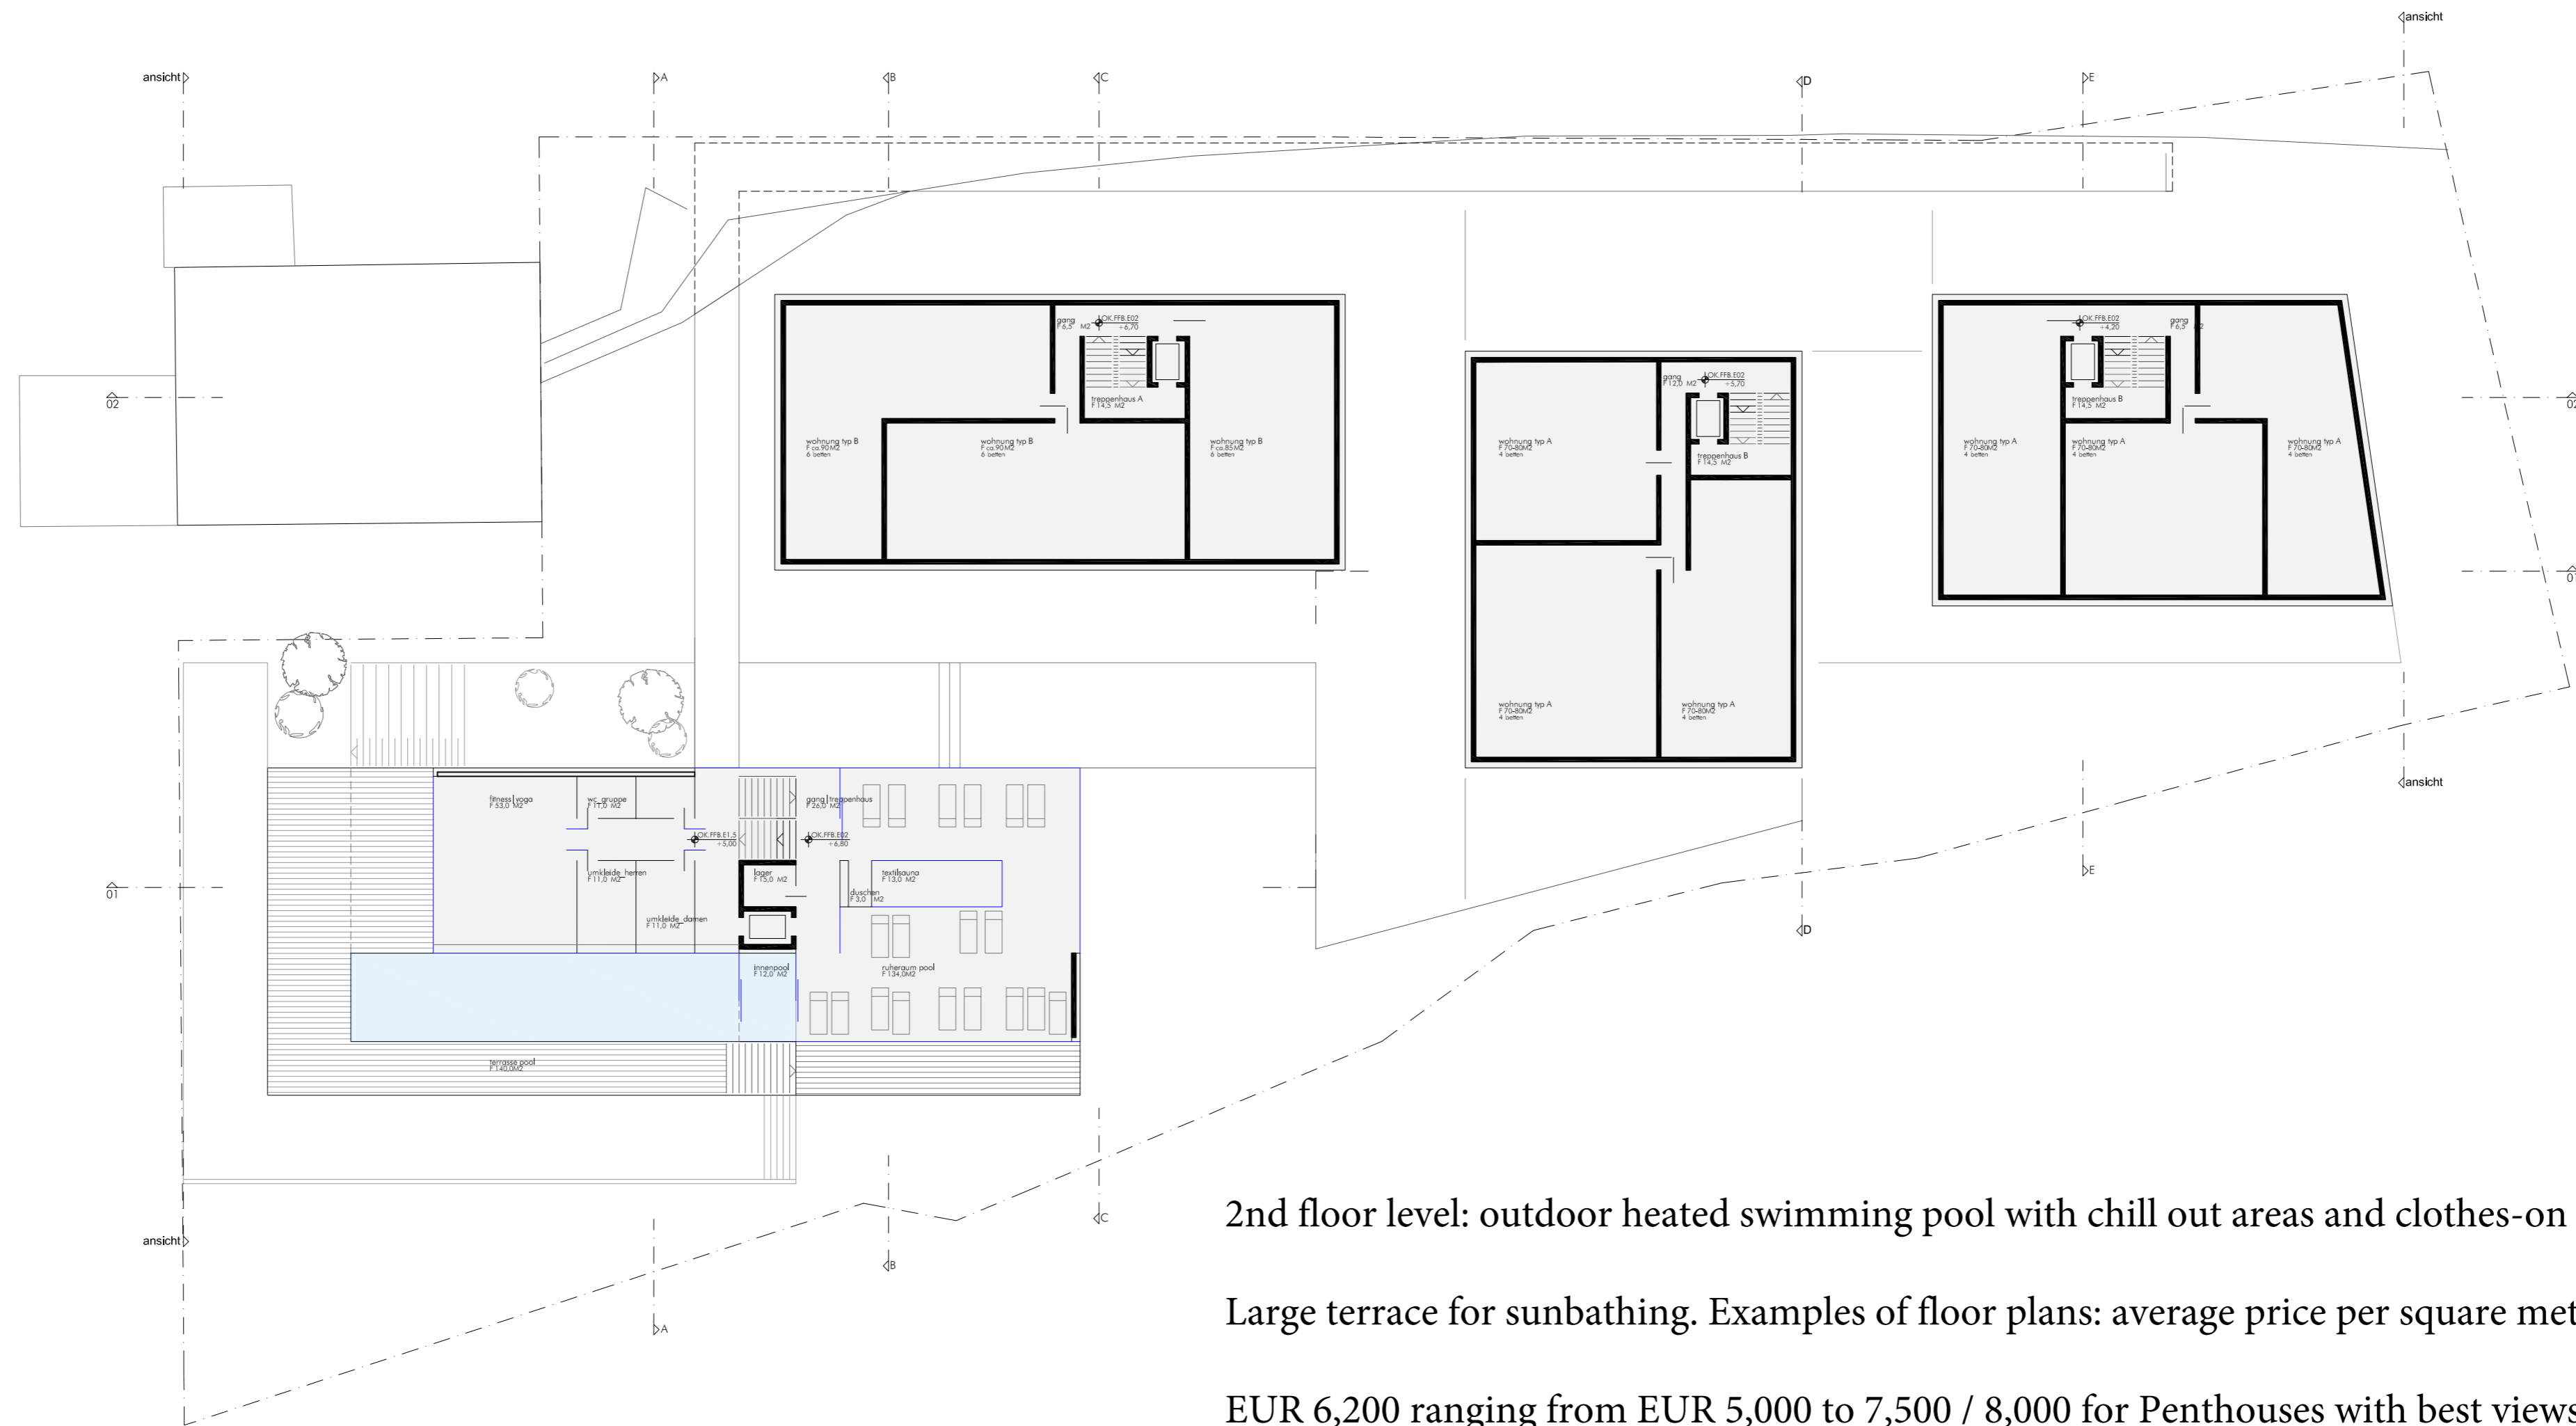 ansicht
ansicht
A
B
C
D
E
gang
F 6,5 M2
OK.FFB.E02
+6,70
OK.FFB.E02
+4,20
gang
F 6,5 M2
gang
F 12,0 M2
OK.FFB.E02
+5,70
02
treppenhaus A
F 14,5 M2
treppenhaus B
F 14,5 M2
wohnung typ B
F ca.90M2
6 betten
wohnung typ B
F ca.90M2
6 betten
wohnung typ B
F ca.85M2
6 betten
wohnung typ A
F 70-80M2
4 betten
treppenhaus B
F 14,5 M2
wohnung typ A
F 70-80M2
4 betten
wohnung typ A
F 70-80M2
4 betten
wohnung typ A
F 70-80M2
4 betten
wohnung typ A
F 70-80M2
4 betten
wohnung typ A
F 70-80M2
4 betten
ansicht
fitness|yoga
F 53,0 M2
wc_gruppe
F 11,0 M2
gang|treppenhaus
F 26,0 M2
OK.FFB.E1,5
+5,00
OK.FFB.E02
+6,80
01
umkleide_herren
F 11,0 M2
lager
F 15,0 M2
textilsauna
F 13,0 M2
duschen
F 3,0 M2
E
umkleide_damen
F 11,0 M2
D
innenpool
F 12,0 M2
ruheraum pool
F 134,0M2
terrasse pool
F 140,0M2
C
ansicht
B
A
2nd floor level: outdoor heated swimming pool with chill out areas and clothes-on
Large terrace for sunbathing. Examples of floor plans: average price per square
EUR 6,200 ranging from EUR 5,000 to 7,500 / 8,000 for Penthouses with best